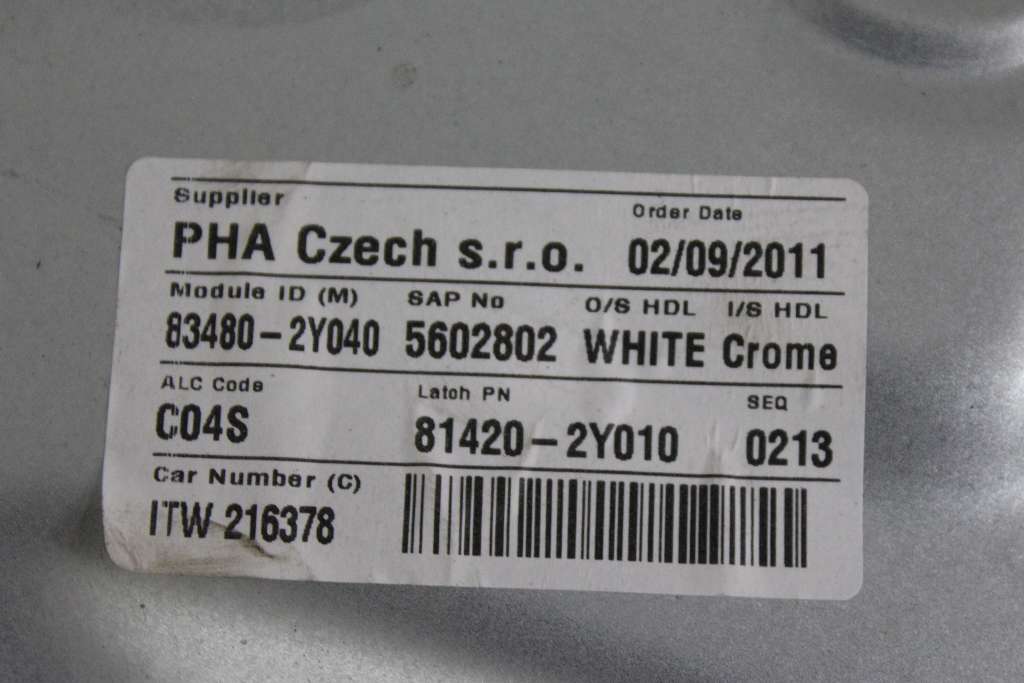 Supplier Order Date
PHA Czech s.r.o. 02/09/2011
Module ID (M) SAP No O/S HDL I/S HDL
83480-2Y040 5602802 WHITE Crome
ALC Code Latch PN SEQ
C04S 81420-2Y010 0213
Car Number (C)
ITW 216378